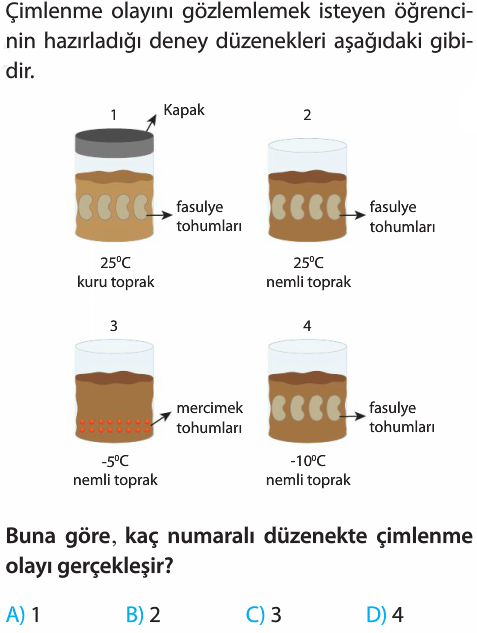 Çimlenme olayını gözlemlemek isteyen öğrenci-
nin hazırladığı deney düzenekleri aşağıdaki gibi-
dir.
1
Kapak
fasulye
tohumları
25⁰C
kuru toprak
2
fasulye
tohumları
25⁰C
nemli toprak
3
mercimek
tohumları
-5⁰C
nemli toprak
4
fasulye
tohumları
-10⁰C
nemli toprak
Buna göre, kaç numaralı düzenekte çimlenme
olayı gerçekleşir?
A) 1 B) 2 C) 3 D) 4